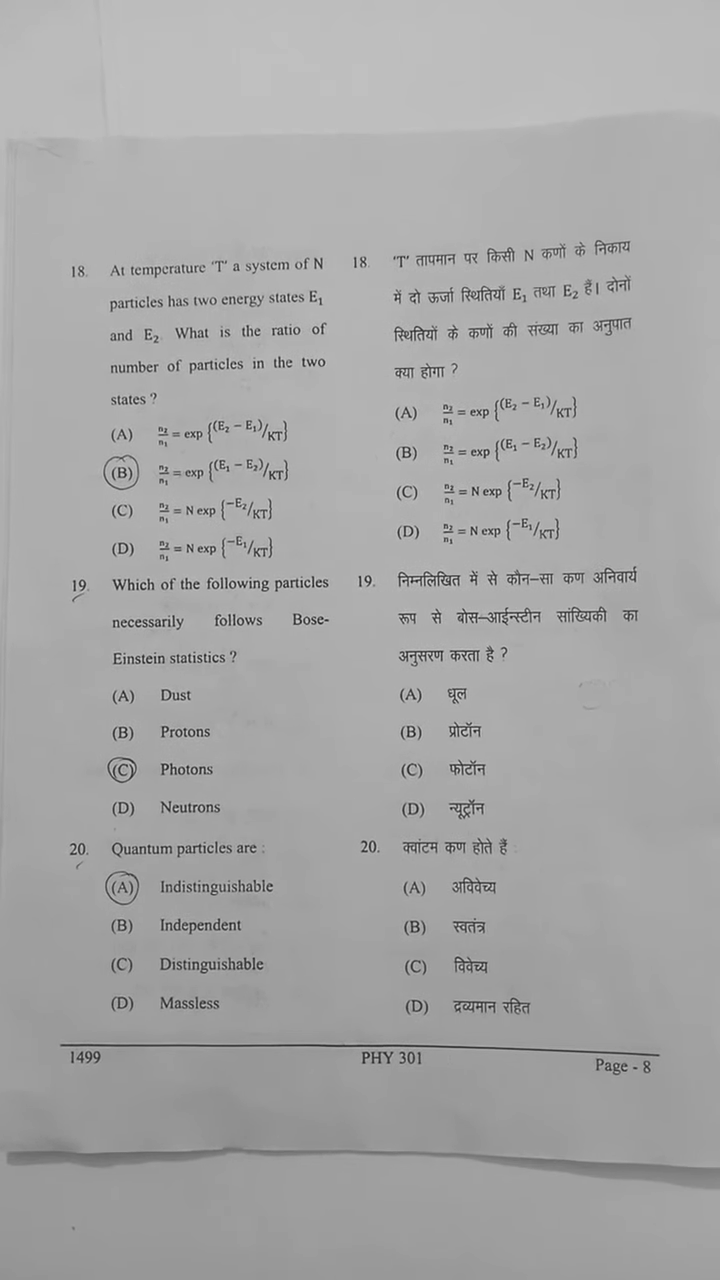 18. At temperature 'T' a system of N
particles has two energy states E₁
and E₂ What is the ratio of
number of particles in the two
states ?
(A) n₂/n₁ = exp {(E₂ − E₁)/KT}
(B) n₂/n₁ = exp {(E₁ − E₂)/KT}
(C) n₂/n₁ = N exp {−E₂/KT}
(D) n₂/n₁ = N exp {−E₁/KT}
19. Which of the following particles
necessarily follows Bose-
Einstein statistics ?
(A) Dust
(B) Protons
(C) Photons
(D) Neutrons
20. Quantum particles are :
(A) Indistinguishable
(B) Independent
(C) Distinguishable
(D) Massless
18. 'T' तापमान पर किसी N कणों के निकाय
में दो ऊर्जा स्थितियाँ E₁ तथा E₂ हैं। दोनों
स्थितियों के कणों की संख्या का अनुपात
क्या होगा ?
(A) n₂/n₁ = exp {(E₂ − E₁)/KT}
(B) n₂/n₁ = exp {(E₁ − E₂)/KT}
(C) n₂/n₁ = N exp {−E₂/KT}
(D) n₂/n₁ = N exp {−E₁/KT}
19. निम्नलिखित में से कौन–सा कण अनिवार्य
रूप से बोस–आईन्स्टीन सांख्यिकी का
अनुसरण करता है ?
(A) धूल
(B) प्रोटॉन
(C) फोटॉन
(D) न्यूट्रॉन
20. क्वांटम कण होते हैं :
(A) अविवेच्य
(B) स्वतंत्र
(C) विवेच्य
(D) द्रव्यमान रहित
1499 PHY 301 Page - 8